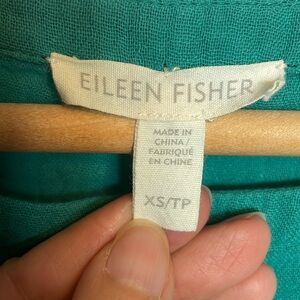 EILEEN FISHER
MADE IN
CHINA /
FABRIQUÉ
EN CHINE
XS/TP